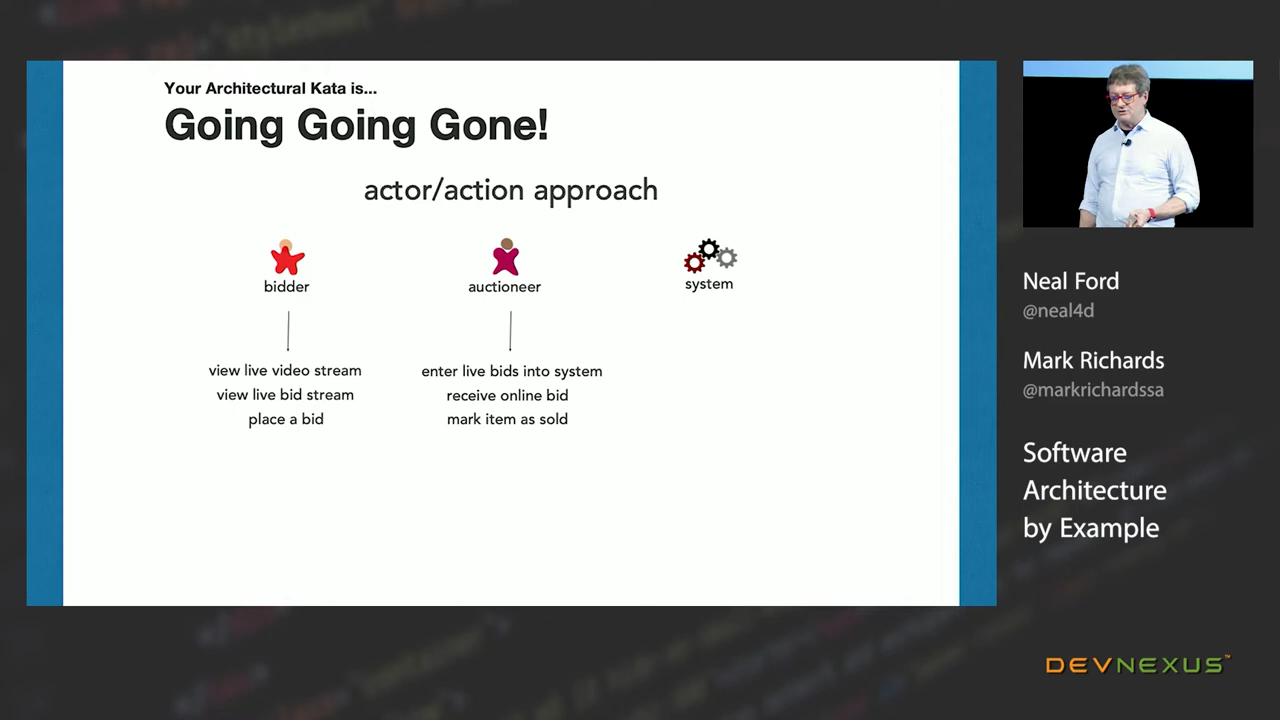 Your Architectural Kata is...
Going Going Gone!
actor/action approach
bidder
auctioneer
system
view live video stream
view live bid stream
place a bid
enter live bids into system
receive online bid
mark item as sold
Neal Ford
@neal4d
Mark Richards
@markrichardssa
Software
Architecture
by Example
DEVNEXUS™